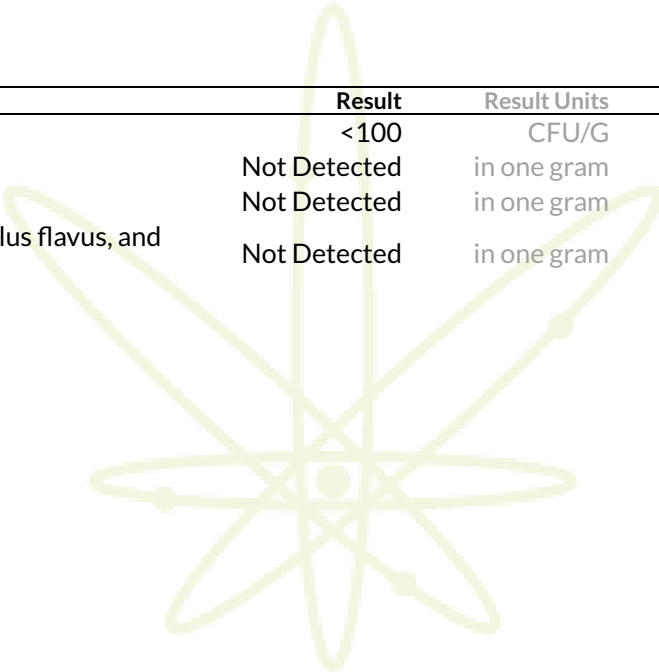 Result Result Units
<100 CFU/G
Not Detected in one gram
Not Detected in one gram
lus flavus, and
Not Detected in one gram